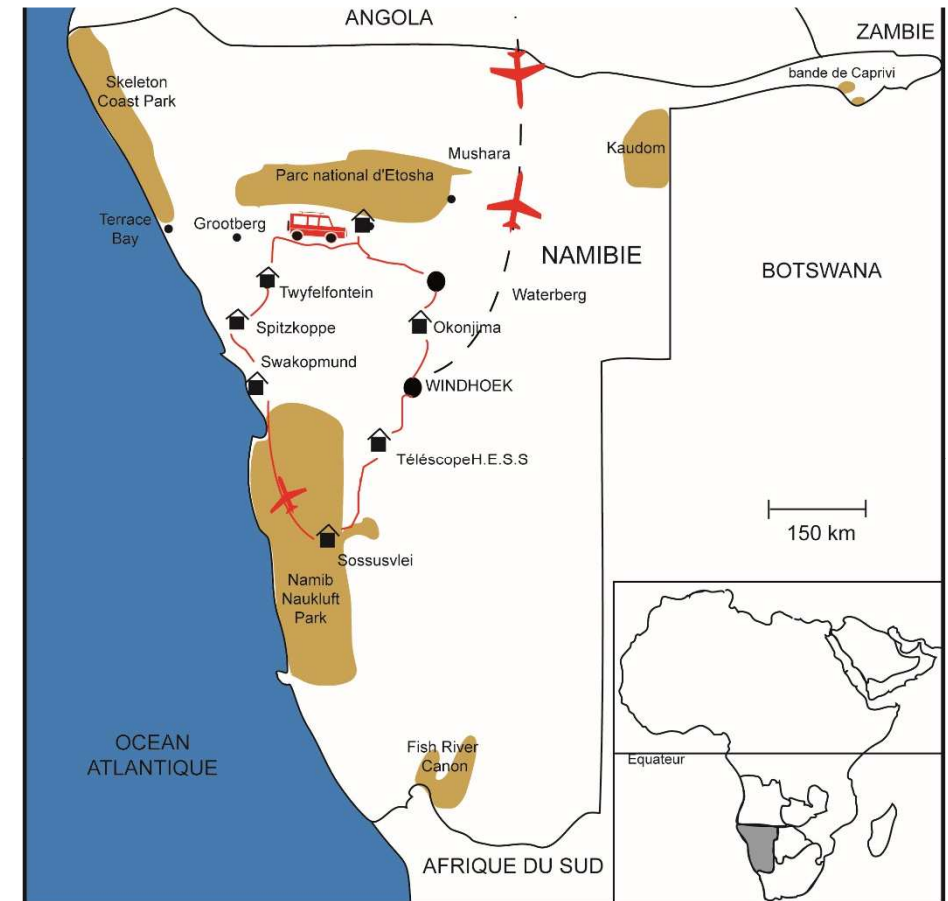 ANGOLA
ZAMBIE
bande de Caprivi
Skeleton
Coast Park
Mushara
Kaudom
Parc national d'Etosha
Terrace
Bay
Grootberg
NAMIBIE
BOTSWANA
Twyfelfontein
Waterberg
Spitzkoppe
Okonjima
Swakopmund
WINDHOEK
TéléscopeH.E.S.S
150 km
Sossusvlei
Namib
Naukluft
Park
OCEAN
ATLANTIQUE
Fish River
Canon
Equateur
AFRIQUE DU SUD